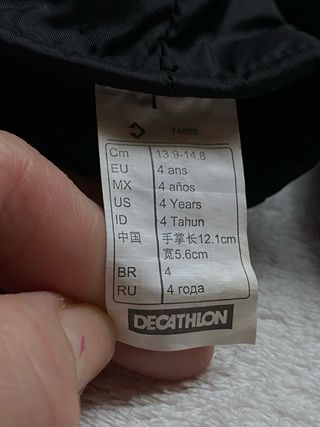 74968
Cm 13.9-14.8
EU 4 ans
MX 4 años
US 4 Years
ID 4 Tahun
中国 手掌长12.1cm
宽5.6cm
BR 4
RU 4 года
DECATHLON